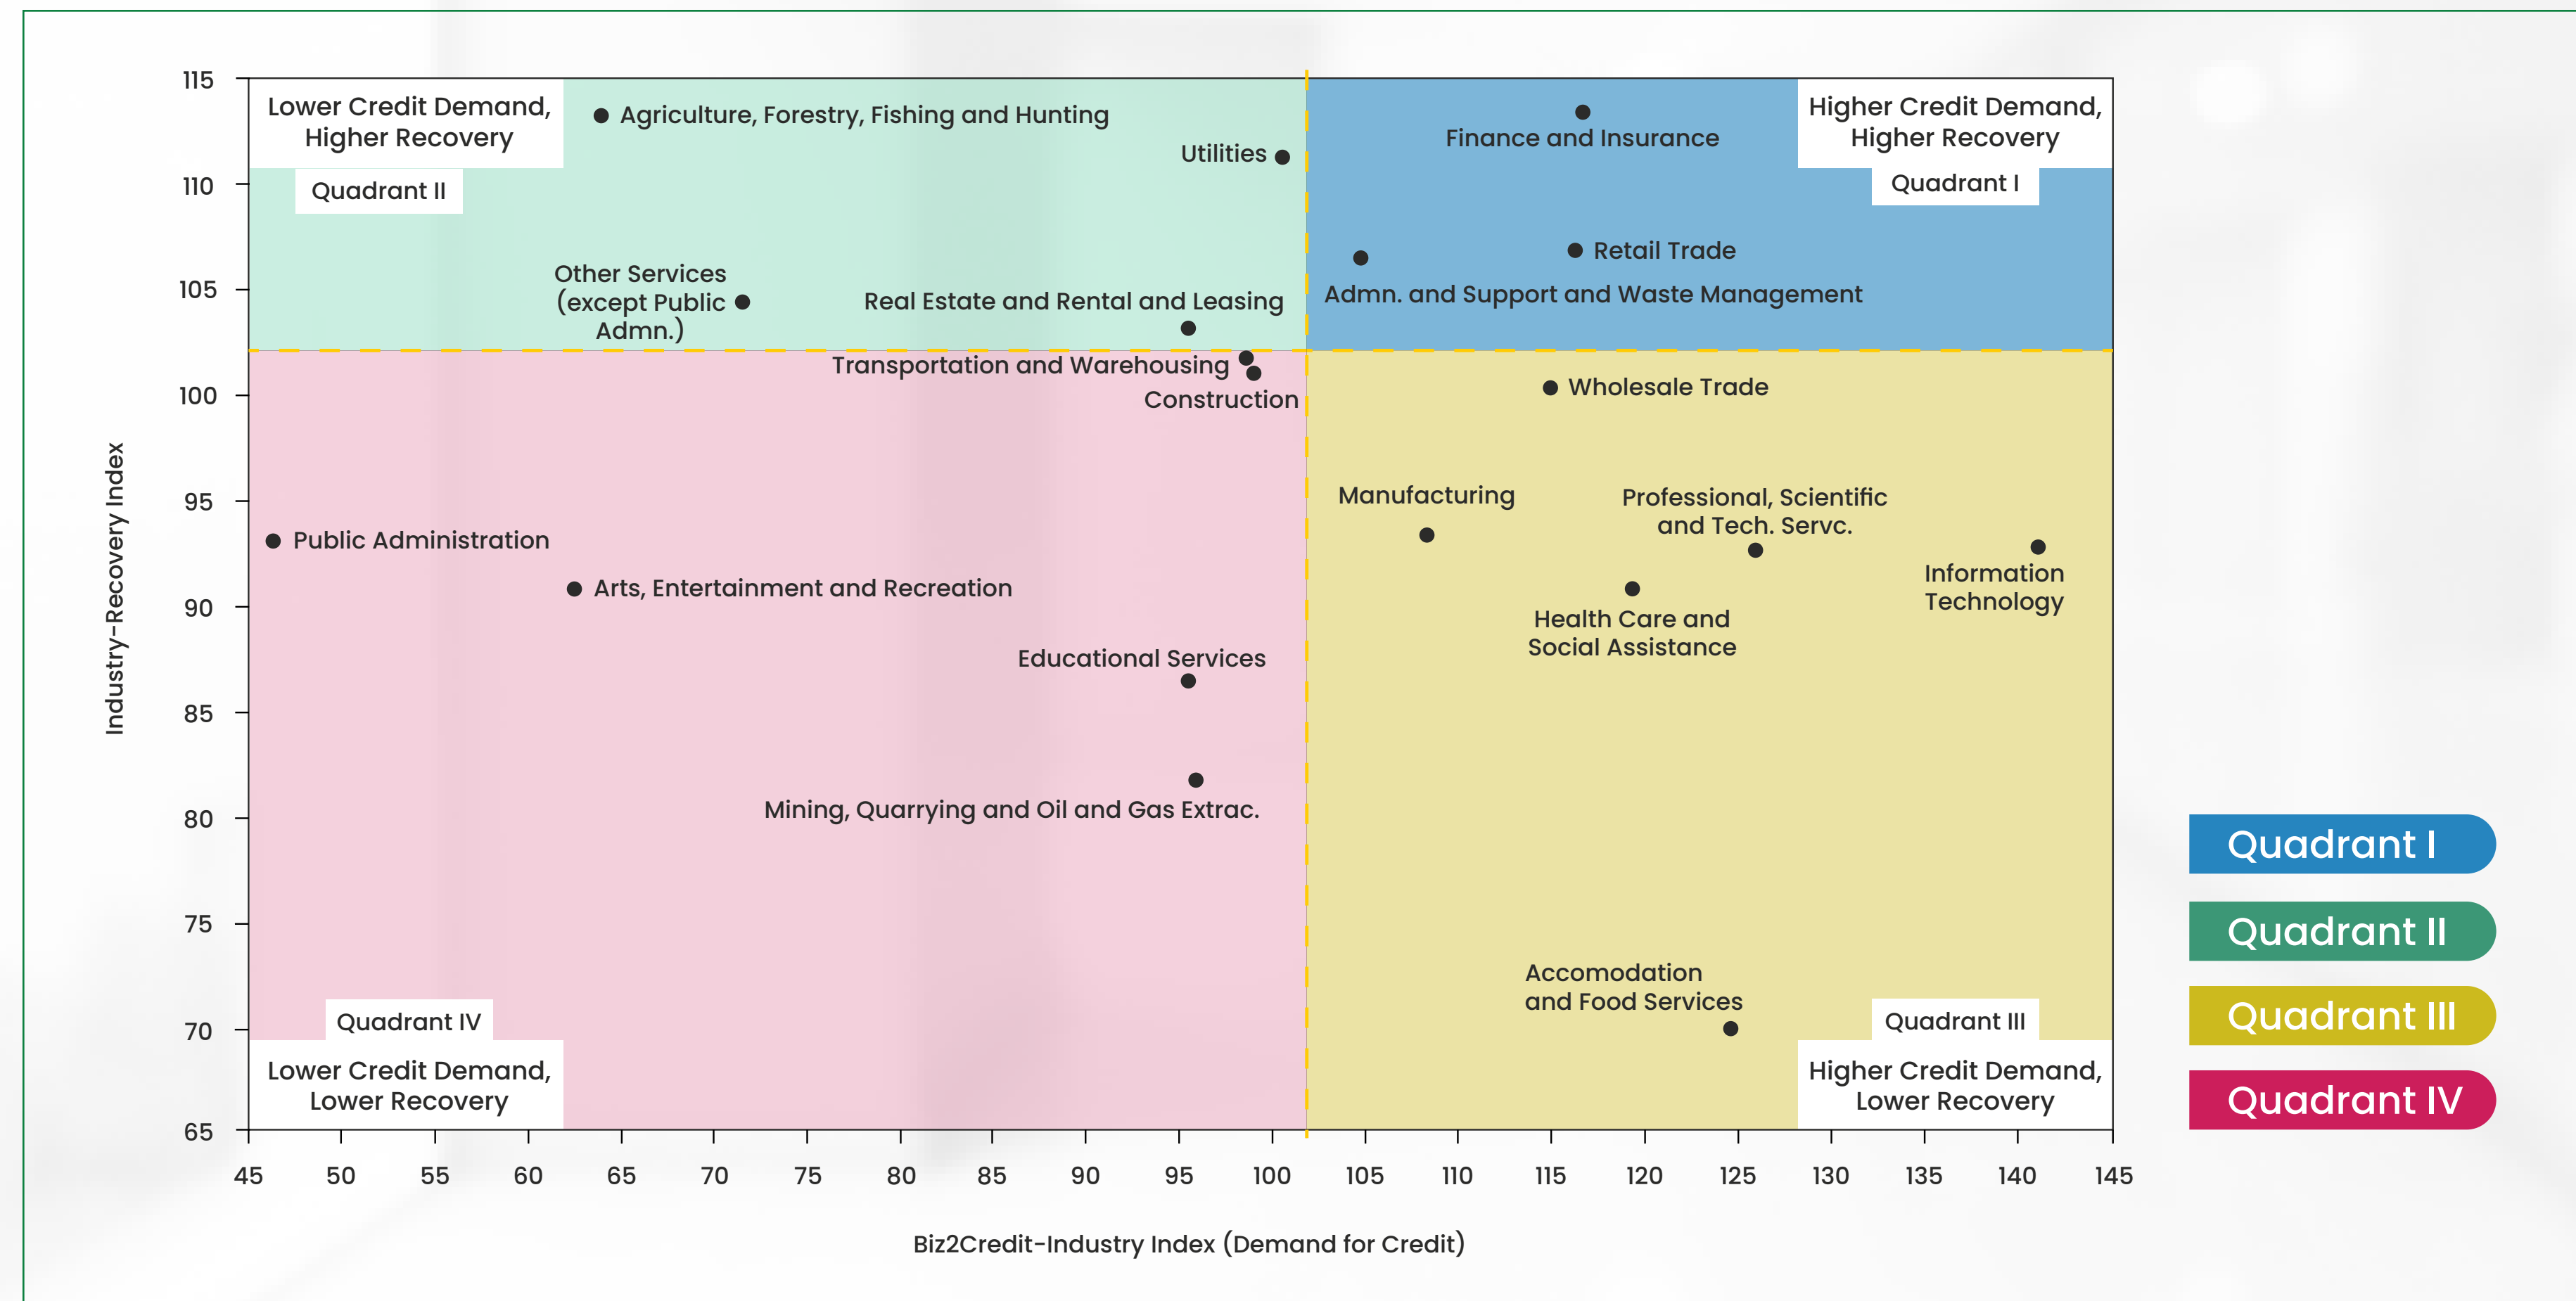 115
Lower Credit Demand,
Higher Recovery
Quadrant II
Agriculture, Forestry, Fishing and Hunting
Utilities
Finance and Insurance
Higher Credit Demand,
Higher Recovery
Quadrant I
110
Other Services
(except Public
Admn.)
Real Estate and Rental and Leasing
Retail Trade
Admn. and Support and Waste Management
105
Transportation and Warehousing
Construction
Wholesale Trade
100
Manufacturing
Professional, Scientific
and Tech. Servc.
95
Public Administration
Information
Technology
Arts, Entertainment and Recreation
Health Care and
Social Assistance
90
Educational Services
85
Mining, Quarrying and Oil and Gas Extrac.
80
75
Accomodation
and Food Services
70
Quadrant IV
Lower Credit Demand,
Lower Recovery
Quadrant III
Higher Credit Demand,
Lower Recovery
65
Industry-Recovery Index
45 50 55 60 65 70 75 80 85 90 95 100 105 110 115 120 125 130 135 140 145
Biz2Credit-Industry Index (Demand for Credit)
Quadrant I
Quadrant II
Quadrant III
Quadrant IV